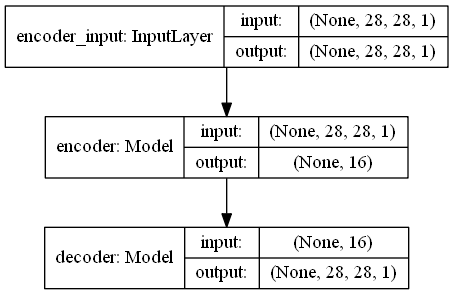 encoder_input: InputLayer
input: (None, 28, 28, 1)
output: (None, 28, 28, 1)
encoder: Model
input: (None, 28, 28, 1)
output: (None, 16)
decoder: Model
input: (None, 16)
output: (None, 28, 28, 1)